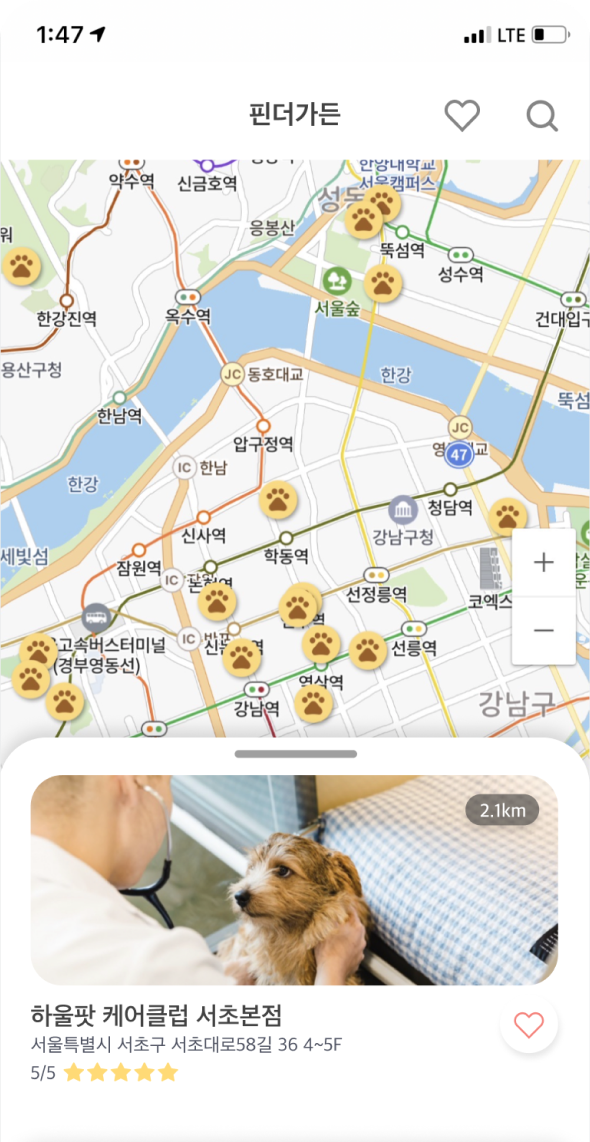 1:47
LTE
핀더가든
한양대학교
서울캠퍼스
약수역
신금호역
성동
응봉산
뚝섬역
성수역
서울숲
한강진역
옥수역
건대입구
용산구청
JC
동호대교
한강
한남역
뚝섬
압구정역
JC
47
IC
한남
한강
청담역
신사역
강남구청
학동역
세빛섬
잠원역
IC
선정릉역
코엑스
고속버스터미널
(경부영동선)
IC
선릉역
역삼역
강남역
강남구
+
−
2.1km
하울팟 케어클럽 서초본점
서울특별시 서초구 서초대로58길 36 4~5F
5/5